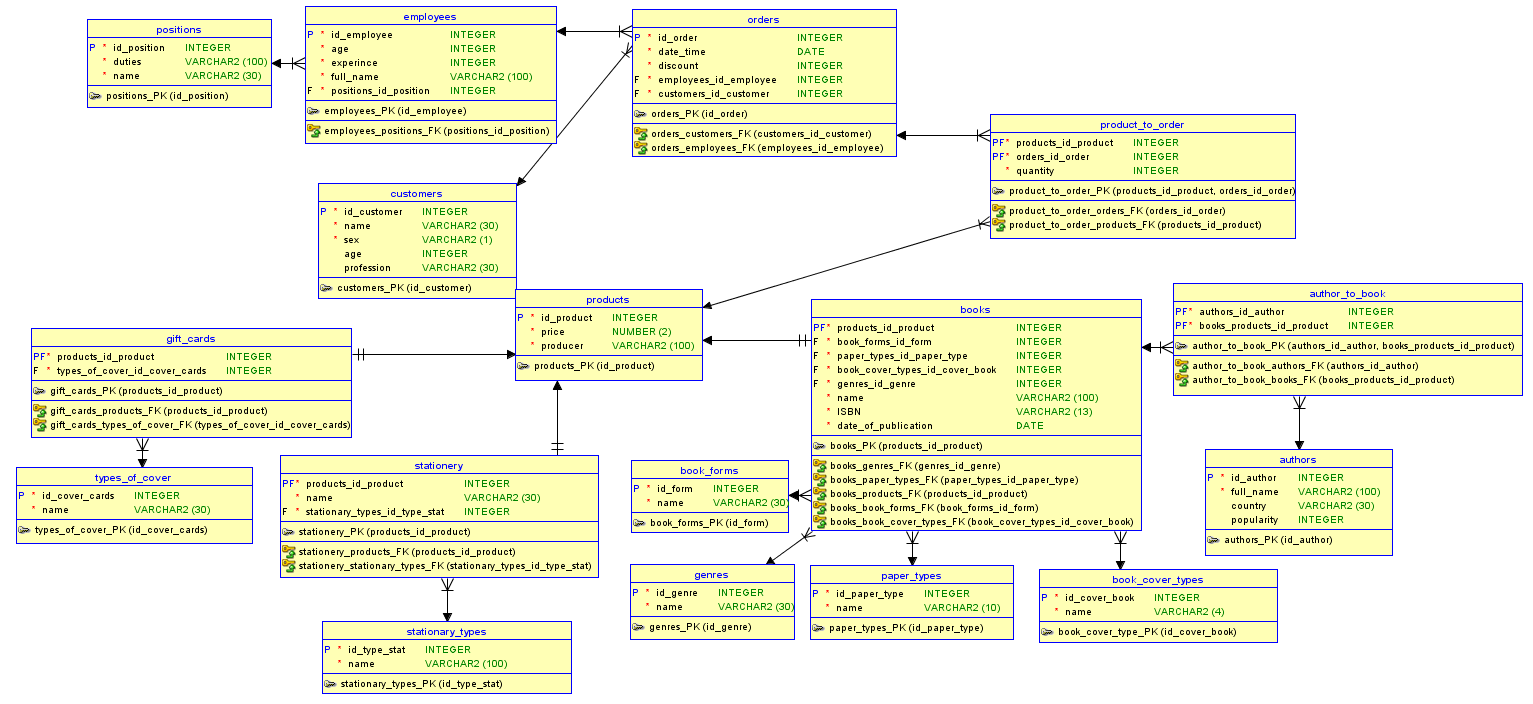 positions
P * id_position INTEGER
* duties VARCHAR2 (100)
* name VARCHAR2 (30)
positions_PK (id_position)
employees
P * id_employee INTEGER
* age INTEGER
* experince INTEGER
* full_name VARCHAR2 (100)
F * positions_id_position INTEGER
employees_PK (id_employee)
employees_positions_FK (positions_id_position)
orders
P * id_order INTEGER
* date_time DATE
* discount INTEGER
F * employees_id_employee INTEGER
F * customers_id_customer INTEGER
orders_PK (id_order)
orders_customers_FK (customers_id_customer)
orders_employees_FK (employees_id_employee)
product_to_order
PF* products_id_product INTEGER
PF* orders_id_order INTEGER
* quantity INTEGER
product_to_order_PK (products_id_product, orders_id_order)
product_to_order_orders_FK (orders_id_order)
product_to_order_products_FK (products_id_product)
customers
P * id_customer INTEGER
* name VARCHAR2 (30)
* sex VARCHAR2 (1)
age INTEGER
profession VARCHAR2 (30)
customers_PK (id_customer)
products
P * id_product INTEGER
* price NUMBER (2)
* producer VARCHAR2 (100)
products_PK (id_product)
books
PF* products_id_product INTEGER
F * book_forms_id_form INTEGER
F * paper_types_id_paper_type INTEGER
F * book_cover_types_id_cover_book INTEGER
F * genres_id_genre INTEGER
* name VARCHAR2 (100)
* ISBN VARCHAR2 (13)
* date_of_publication DATE
books_PK (products_id_product)
books_genres_FK (genres_id_genre)
books_paper_types_FK (paper_types_id_paper_type)
books_products_FK (products_id_product)
books_book_forms_FK (book_forms_id_form)
books_book_cover_types_FK (book_cover_types_id_cover_book)
author_to_book
PF* authors_id_author INTEGER
PF* books_products_id_product INTEGER
author_to_book_PK (authors_id_author, books_products_id_product)
author_to_book_authors_FK (authors_id_author)
author_to_book_books_FK (books_products_id_product)
gift_cards
PF* products_id_product INTEGER
F * types_of_cover_id_cover_cards INTEGER
gift_cards_PK (products_id_product)
gift_cards_products_FK (products_id_product)
gift_cards_types_of_cover_FK (types_of_cover_id_cover_cards)
types_of_cover
P * id_cover_cards INTEGER
* name VARCHAR2 (30)
types_of_cover_PK (id_cover_cards)
stationery
PF* products_id_product INTEGER
* name VARCHAR2 (30)
F * stationary_types_id_type_stat INTEGER
stationery_PK (products_id_product)
stationery_products_FK (products_id_product)
stationery_stationary_types_FK (stationary_types_id_type_stat)
book_forms
P * id_form INTEGER
* name VARCHAR2 (30)
book_forms_PK (id_form)
authors
P * id_author INTEGER
* full_name VARCHAR2 (100)
country VARCHAR2 (30)
popularity INTEGER
authors_PK (id_author)
genres
P * id_genre INTEGER
* name VARCHAR2 (30)
genres_PK (id_genre)
paper_types
P * id_paper_type INTEGER
* name VARCHAR2 (10)
paper_types_PK (id_paper_type)
book_cover_types
P * id_cover_book INTEGER
* name VARCHAR2 (4)
book_cover_type_PK (id_cover_book)
stationary_types
P * id_type_stat INTEGER
* name VARCHAR2 (100)
stationary_types_PK (id_type_stat)